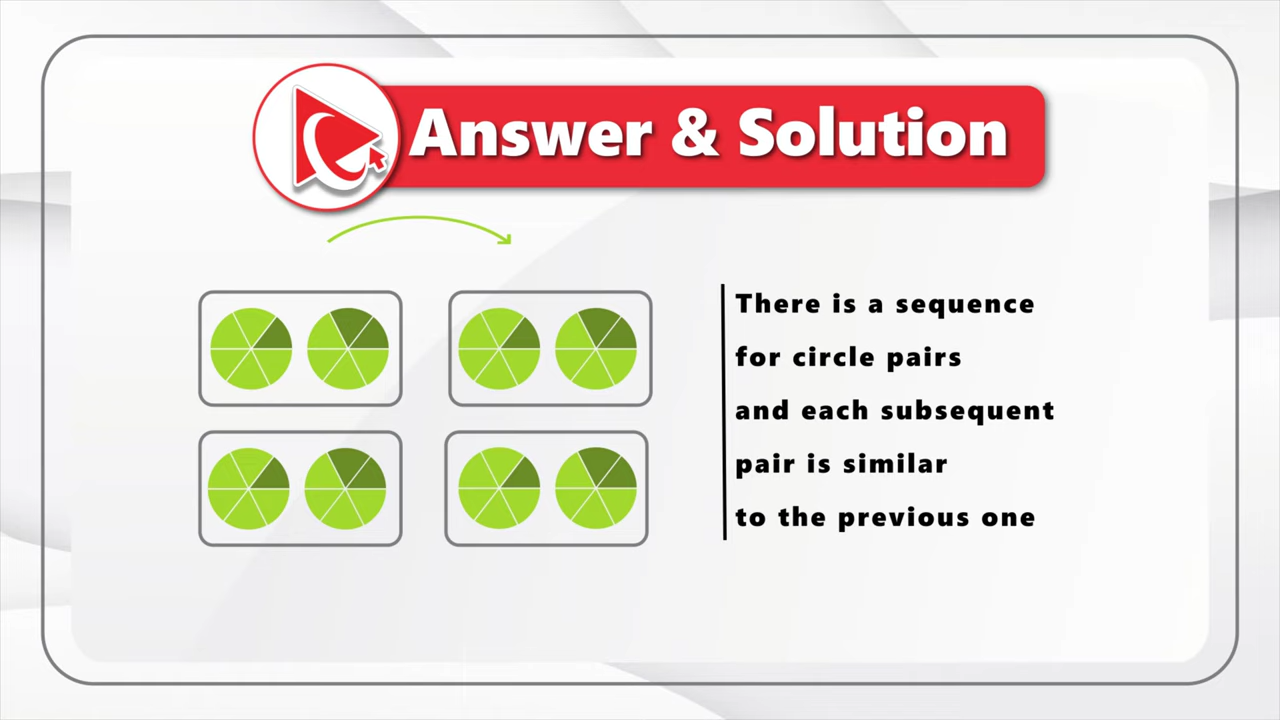 Answer & Solution
There is a sequence
for circle pairs
and each subsequent
pair is similar
to the previous one